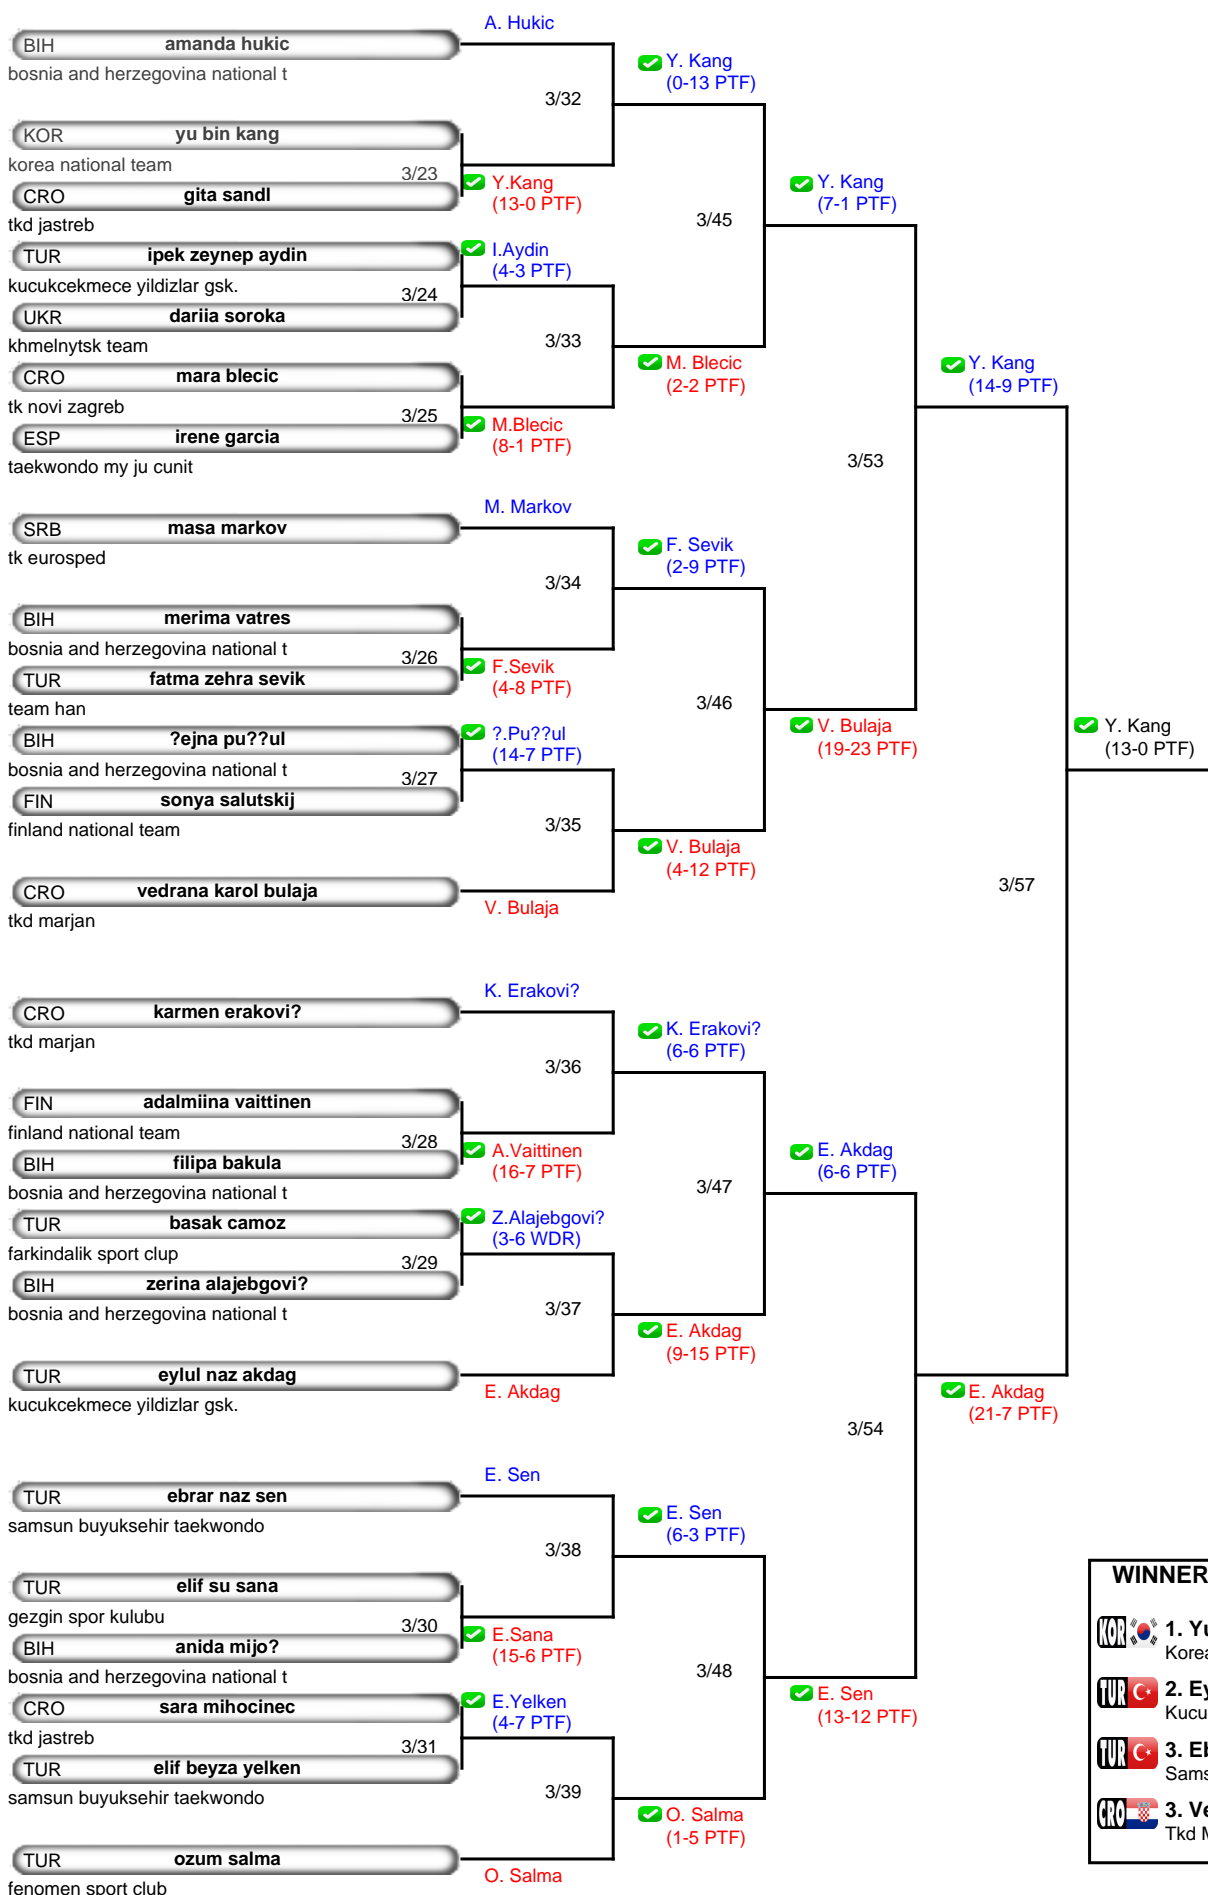 A. Hukic
BIH amanda hukic
bosnia and herzegovina national t
Y. Kang
(0-13 PTF)
3/32
KOR yu bin kang
korea national team
3/23
CRO gita sandl
tkd jastreb
Y.Kang
(13-0 PTF)
Y. Kang
(7-1 PTF)
3/45
TUR ipek zeynep aydin
kucukcekmece yildizlar gsk.
I.Aydin
(4-3 PTF)
3/24
UKR dariia soroka
khmelnytsk team
3/33
CRO mara blecic
tk novi zagreb
M. Blecic
(2-2 PTF)
Y. Kang
(14-9 PTF)
3/25
ESP irene garcia
taekwondo my ju cunit
M.Blecic
(8-1 PTF)
3/53
M. Markov
SRB masa markov
tk eurosped
F. Sevik
(2-9 PTF)
3/34
BIH merima vatres
bosnia and herzegovina national t
3/26
TUR fatma zehra sevik
team han
F.Sevik
(4-8 PTF)
3/46
BIH ?ejna pu??ul
bosnia and herzegovina national t
?.Pu??ul
(14-7 PTF)
V. Bulaja
(19-23 PTF)
Y. Kang
(13-0 PTF)
3/27
FIN sonya salutskij
finland national team
3/35
V. Bulaja
(4-12 PTF)
CRO vedrana karol bulaja
tkd marjan
V. Bulaja
3/57
K. Erakovi?
CRO karmen erakovi?
tkd marjan
K. Erakovi?
(6-6 PTF)
3/36
FIN adalmiina vaittinen
finland national team
3/28
BIH filipa bakula
bosnia and herzegovina national t
A.Vaittinen
(16-7 PTF)
E. Akdag
(6-6 PTF)
3/47
TUR basak camoz
farkindalik sport clup
Z.Alajebgovi?
(3-6 WDR)
3/29
BIH zerina alajebgovi?
bosnia and herzegovina national t
3/37
E. Akdag
(9-15 PTF)
TUR eylul naz akdag
kucukcekmece yildizlar gsk.
E. Akdag
E. Akdag
(21-7 PTF)
3/54
E. Sen
TUR ebrar naz sen
samsun buyuksehir taekwondo
E. Sen
(6-3 PTF)
3/38
TUR elif su sana
gezgin spor kulubu
3/30
BIH anida mijo?
bosnia and herzegovina national t
E.Sana
(15-6 PTF)
3/48
CRO sara mihocinec
tkd jastreb
E.Yelken
(4-7 PTF)
E. Sen
(13-12 PTF)
3/31
TUR elif beyza yelken
samsun buyuksehir taekwondo
3/39
O. Salma
(1-5 PTF)
TUR ozum salma
fenomen sport club
O. Salma
WINNER
KOR 1. Yu
Korea
TUR 2. Ey
Kucu
TUR 3. Eb
Sams
CRO 3. Ve
Tkd M